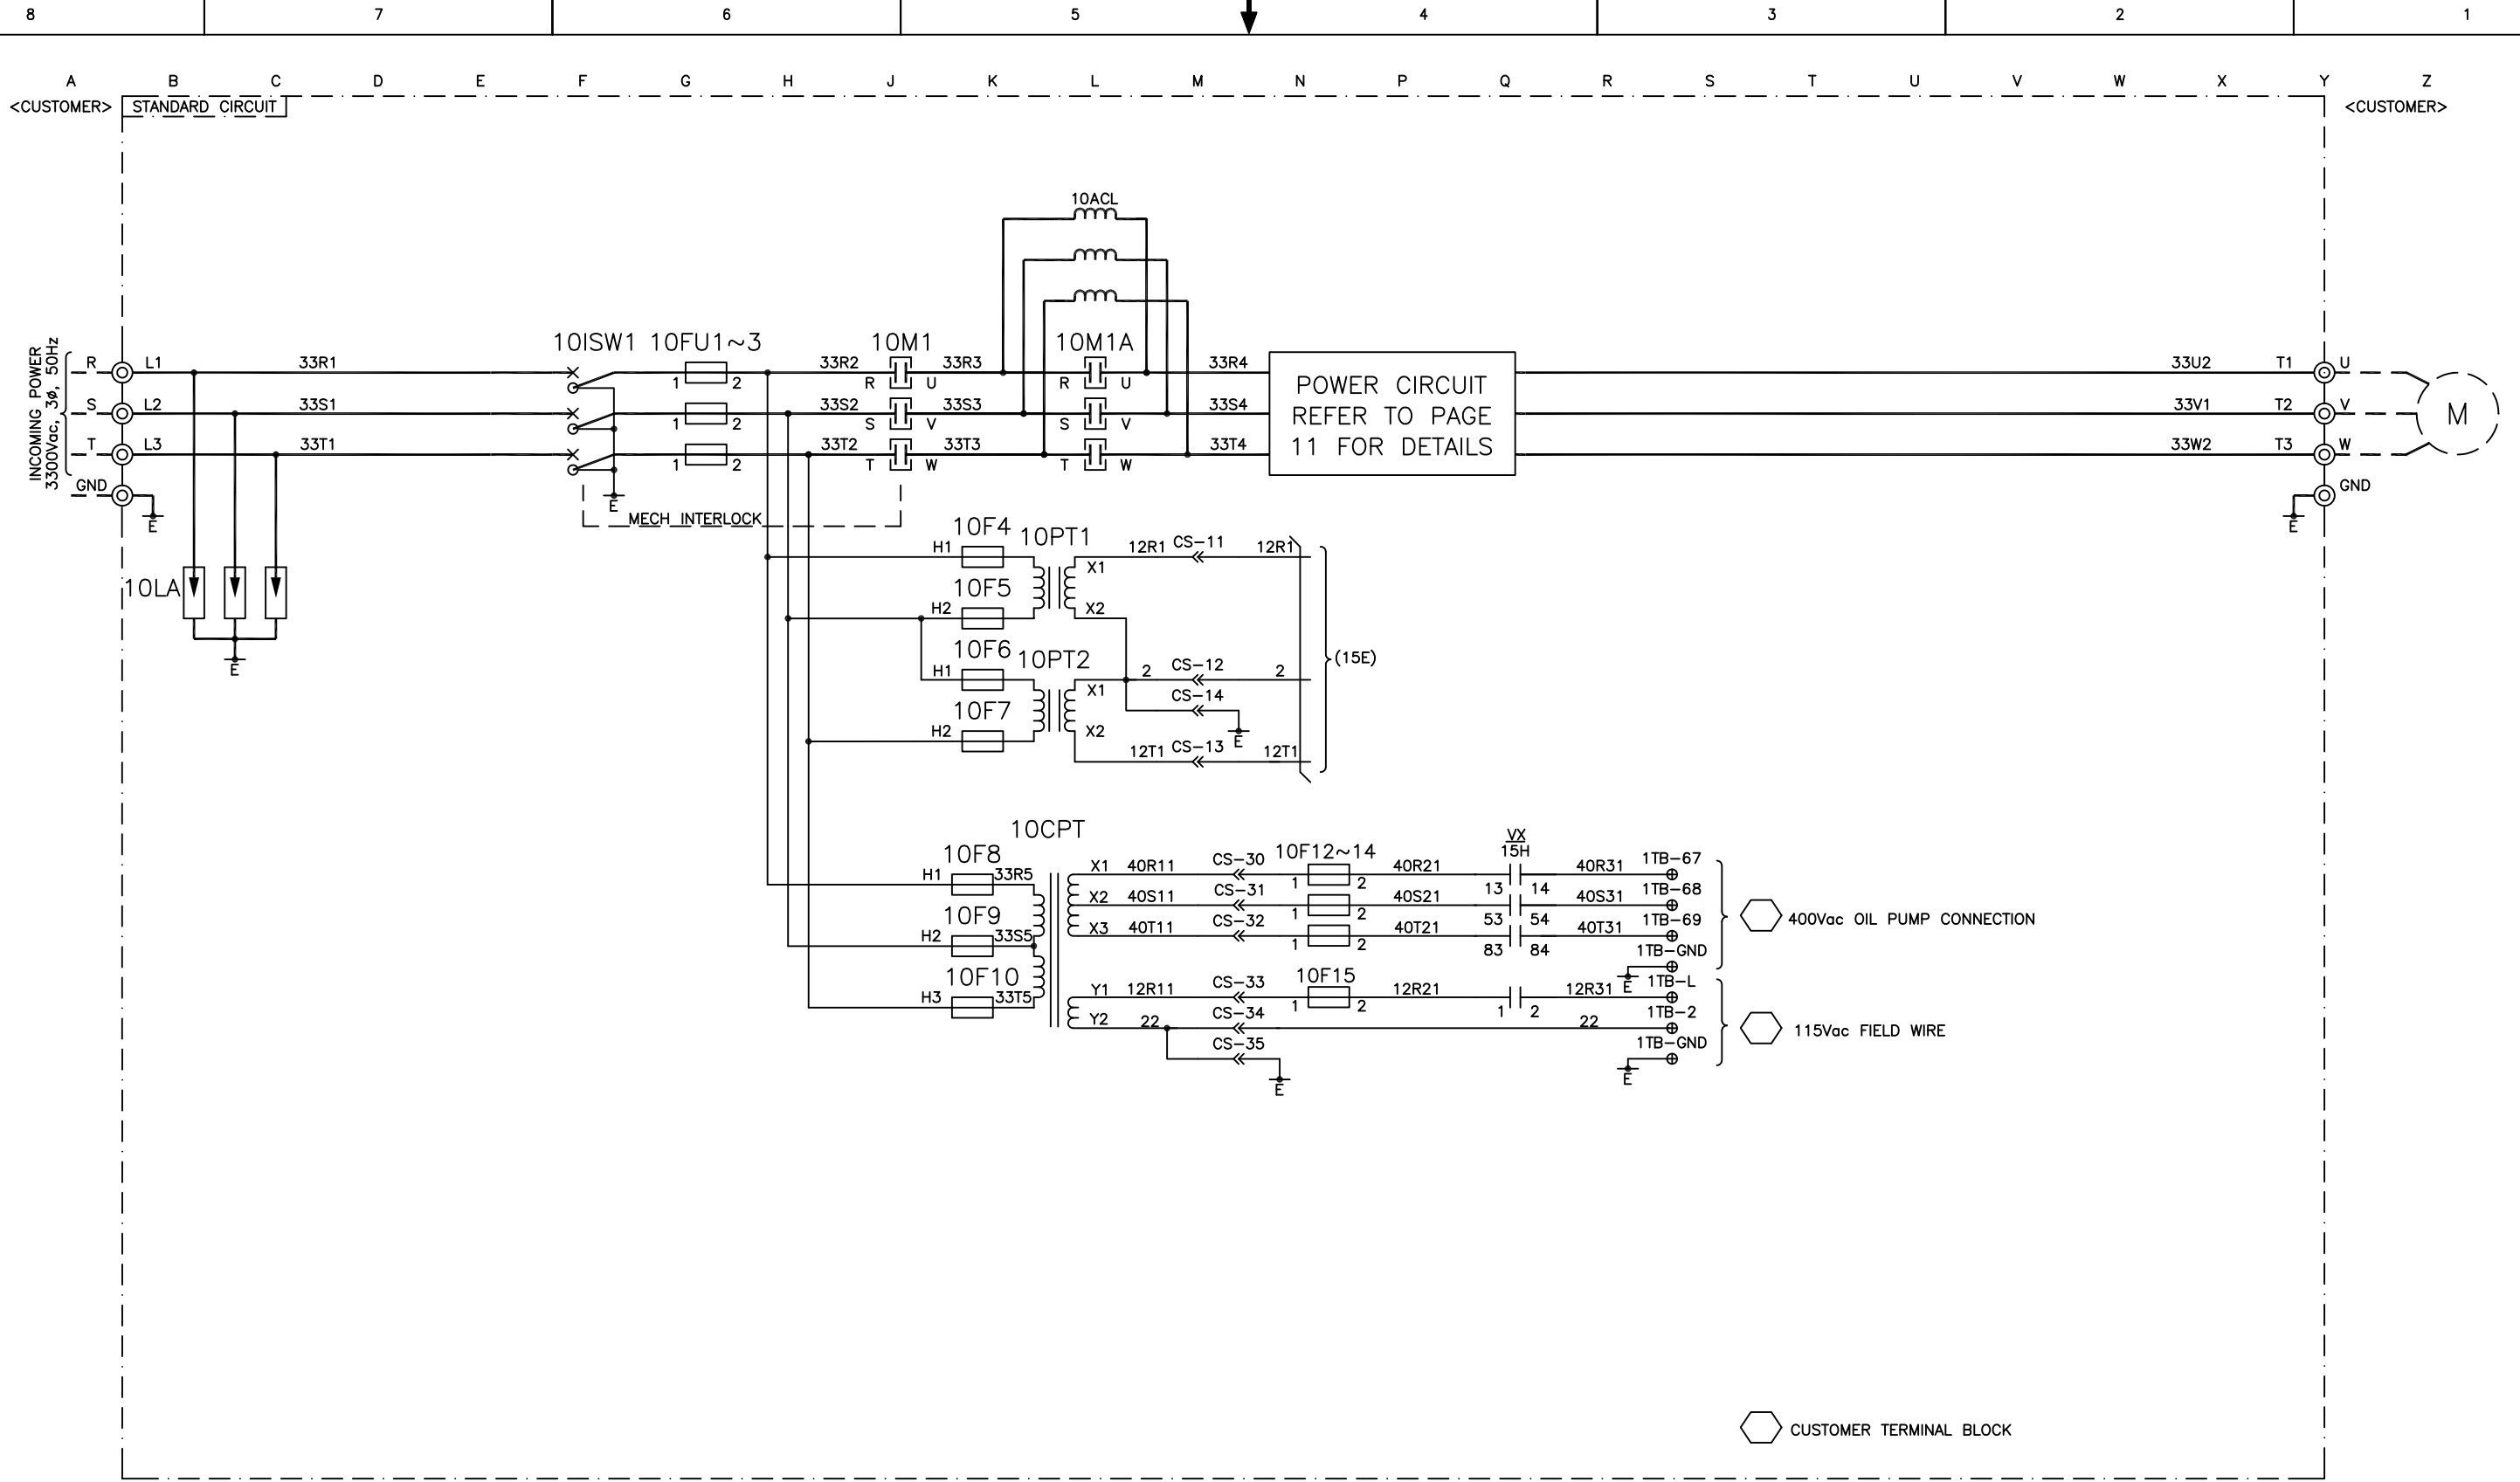 8 7 6 5 4 3 2 1
A B C D E F G H J K L M N P Q R S T U V W X Y Z
<CUSTOMER> STANDARD CIRCUIT <CUSTOMER>
10ACL
INCOMING POWER
3300Vac, 3ø, 50Hz
10ISW1 10FU1~3 10M1 10M1A
R L1 33R1 33R2 33R3 33R4 33U2 T1 U
1 2 R U R U
S L2 33S1 33S2 33S3 33S4 33V1 T2 V
1 2 S V S V
T L3 33T1 33T2 33T3 33T4 33W2 T3 W
1 2 T W T W
POWER CIRCUIT
REFER TO PAGE
11 FOR DETAILS
M
GND GND
E E E
MECH INTERLOCK
10F4 10PT1
H1 12R1 CS-11 12R1
X1
10LA
10F5
H2 X2
10F6 10PT2
E
H1 2 CS-12 2
(15E)
X1 CS-14
10F7
H2 X2
E
12T1 CS-13 12T1
10CPT
10F8 VX
15H
10F12~14
H1 33R5 X1 40R11 CS-30 40R21 40R31 1TB-67
1 2 13 14
10F9 X2 40S11 CS-31 40S21 40S31 1TB-68
1 2 53 54
H2 33S5 X3 40T11 CS-32 40T21 40T31 1TB-69
1 2 83 84
400Vac OIL PUMP CONNECTION
1TB-GND
E
10F10 10F15
H3 33T5 Y1 12R11 CS-33 12R21 12R31 1TB-L
1 2 1 2
Y2 22 CS-34 22 1TB-2
115Vac FIELD WIRE
CS-35 1TB-GND
E E
CUSTOMER TERMINAL BLOCK